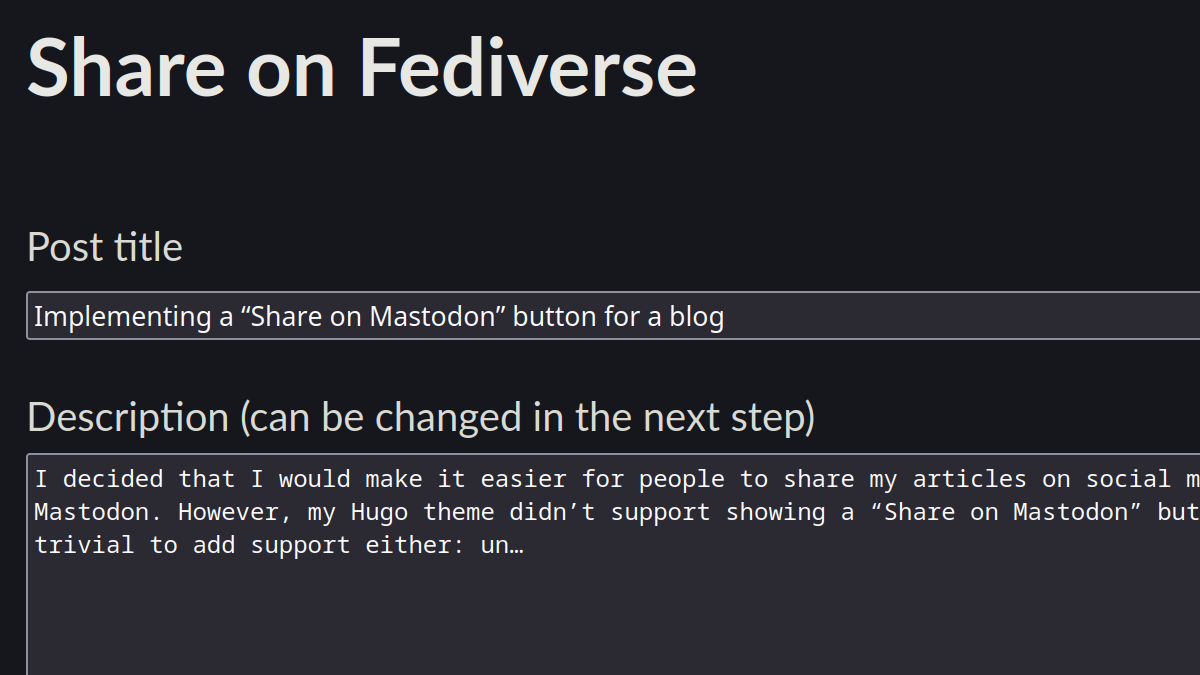 Share on Fediverse
Post title
Implementing a “Share on Mastodon” button for a blog
Description (can be changed in the next step)
I decided that I would make it easier for people to share my articles on social m
Mastodon. However, my Hugo theme didn’t support showing a “Share on Mastodon” but
trivial to add support either: un…